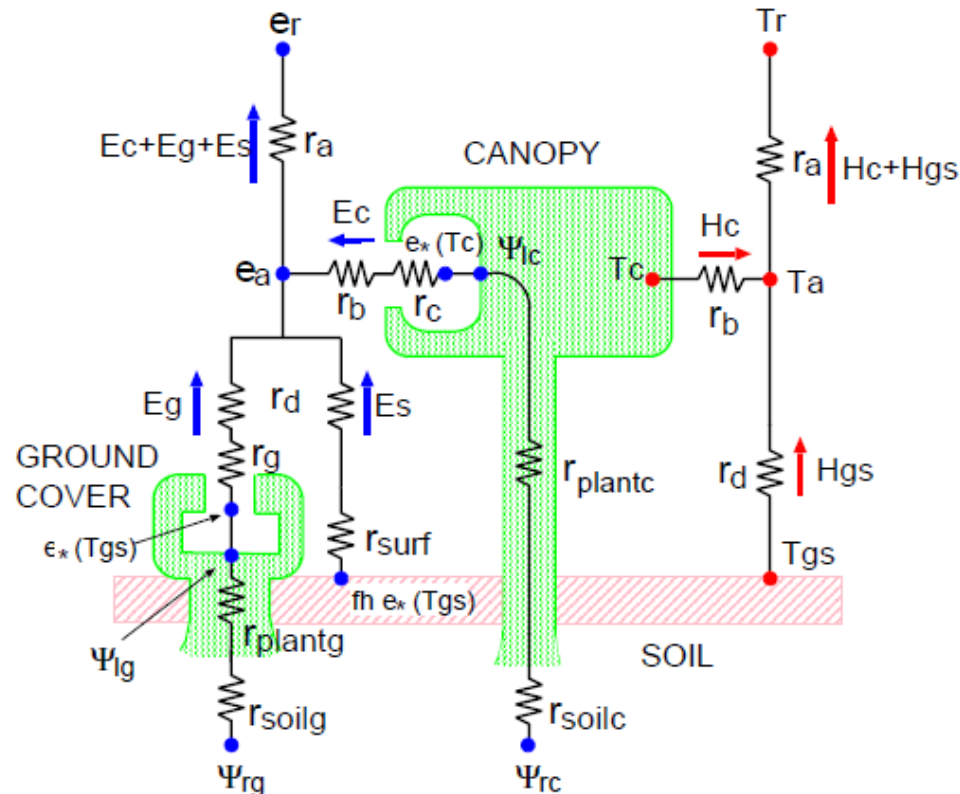 er
Tr
Ec+Eg+Es
ra
CANOPY
ra
Hc+Hgs
Ec
e* (Tc)
Ψlc
Hc
ea
Tc
Ta
rb
rc
rb
Eg
rd
Es
GROUND
COVER
rg
rplantc
rd
Hgs
ϵ* (Tgs)
rsurf
Tgs
fh e* (Tgs)
rplantg
Ψlg
SOIL
rsoilg
rsoilc
Ψrg
Ψrc